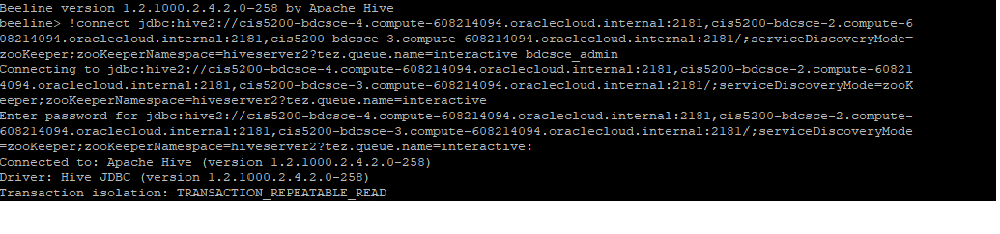 Beeline version 1.2.1000.2.4.2.0-258 by Apache Hive
beeline> !connect jdbc:hive2://cis5200-bdcsce-4.compute-608214094.oraclecloud.internal:2181,cis5200-bdcsce-2.compute-6
08214094.oraclecloud.internal:2181,cis5200-bdcsce-3.compute-608214094.oraclecloud.internal:2181/;serviceDiscoveryMode=
zooKeeper;zooKeeperNamespace=hiveserver2?tez.queue.name=interactive bdcsce_admin
Connecting to jdbc:hive2://cis5200-bdcsce-4.compute-608214094.oraclecloud.internal:2181,cis5200-bdcsce-2.compute-60821
4094.oraclecloud.internal:2181,cis5200-bdcsce-3.compute-608214094.oraclecloud.internal:2181/;serviceDiscoveryMode=zooK
eeper;zooKeeperNamespace=hiveserver2?tez.queue.name=interactive
Enter password for jdbc:hive2://cis5200-bdcsce-4.compute-608214094.oraclecloud.internal:2181,cis5200-bdcsce-2.compute-
608214094.oraclecloud.internal:2181,cis5200-bdcsce-3.compute-608214094.oraclecloud.internal:2181/;serviceDiscoveryMode
=zooKeeper;zooKeeperNamespace=hiveserver2?tez.queue.name=interactive:
Connected to: Apache Hive (version 1.2.1000.2.4.2.0-258)
Driver: Hive JDBC (version 1.2.1000.2.4.2.0-258)
Transaction isolation: TRANSACTION_REPEATABLE_READ